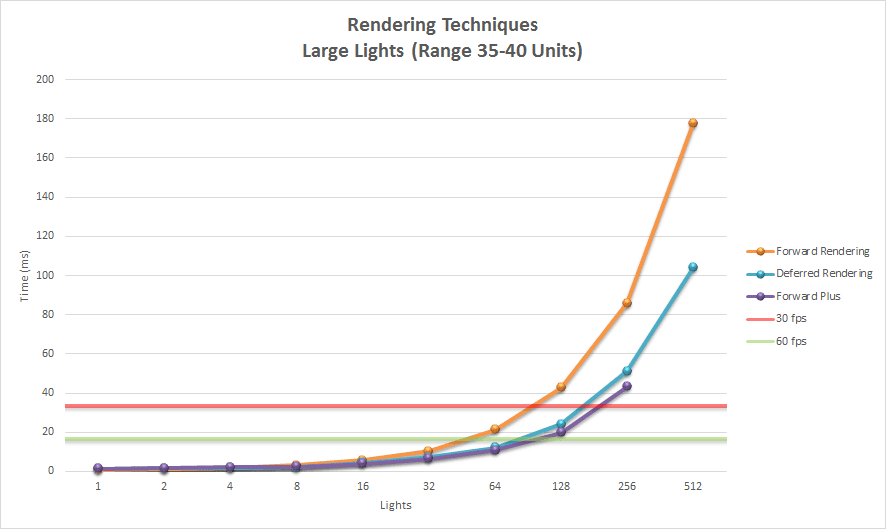 Rendering Techniques
Large Lights (Range 35-40 Units)
200
180
160
140
120
100
80
60
40
20
0
Time (ms)
1 2 4 8 16 32 64 128 256 512
Lights
Forward Rendering
Deferred Rendering
Forward Plus
30 fps
60 fps